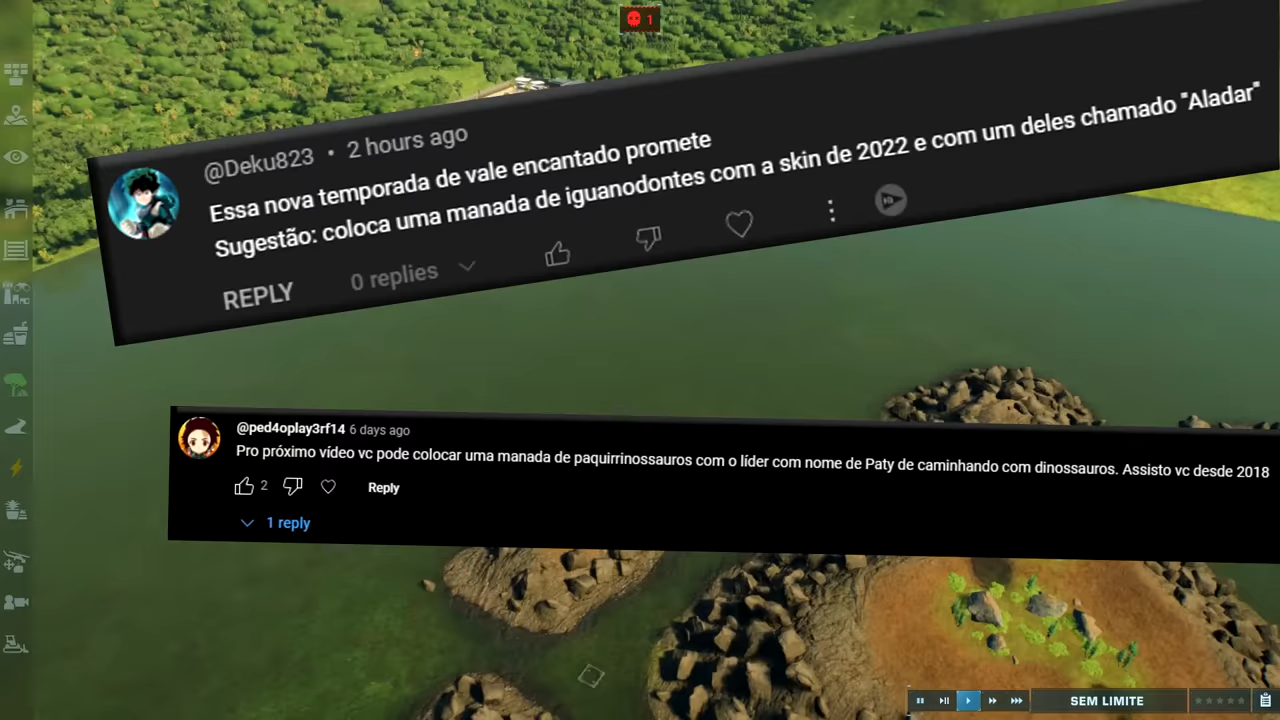 1
@Deku823 • 2 hours ago
Essa nova temporada de vale encantado promete
Sugestão: coloca uma manada de iguanodontes com a skin de 2022 e com um deles chamado "Aladar"
REPLY 0 replies
@ped4oplay3rf14 6 days ago
Pro próximo vídeo vc pode colocar uma manada de paquirrinossauros com o líder com nome de Paty de caminhando com dinossauros. Assisto vc desde 2018
2 Reply
1 reply
SEM LIMITE